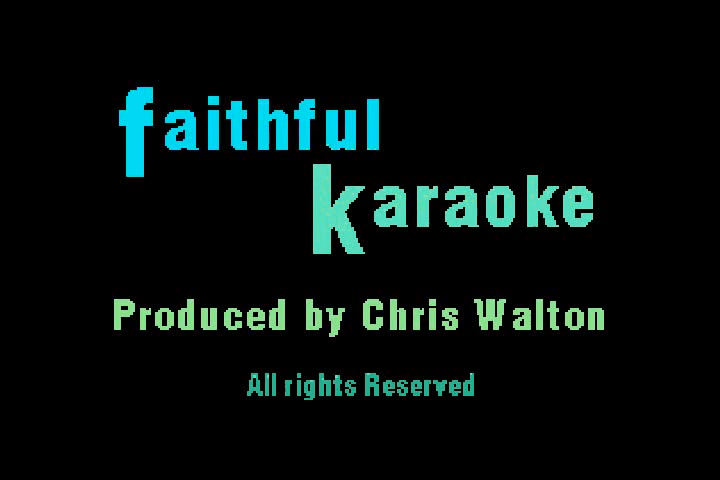 faithful
karaoke
Produced by Chris Walton
All rights Reserved